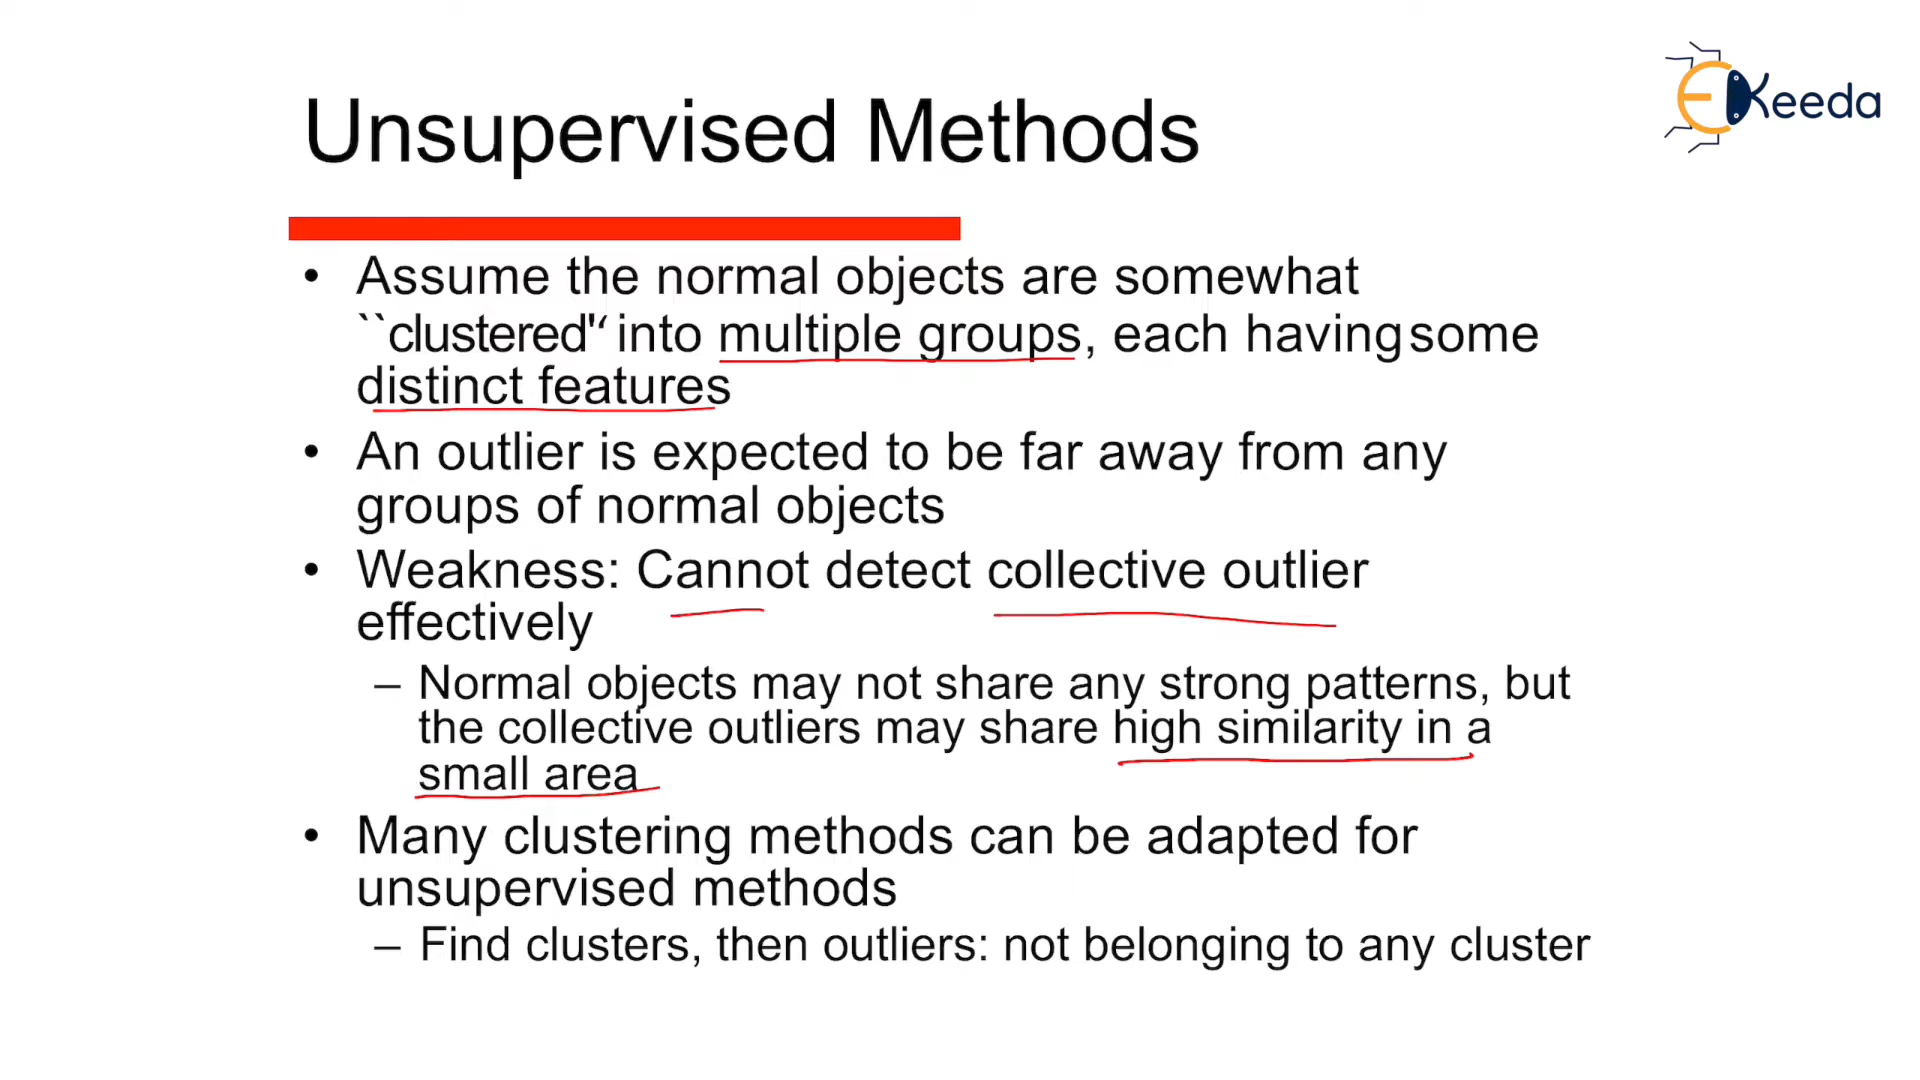 EKeeda
Unsupervised Methods
• Assume the normal objects are somewhat
``clustered'‘ into multiple groups, each having some
distinct features
• An outlier is expected to be far away from any
groups of normal objects
• Weakness: Cannot detect collective outlier
effectively
– Normal objects may not share any strong patterns, but
the collective outliers may share high similarity in a
small area
• Many clustering methods can be adapted for
unsupervised methods
– Find clusters, then outliers: not belonging to any cluster